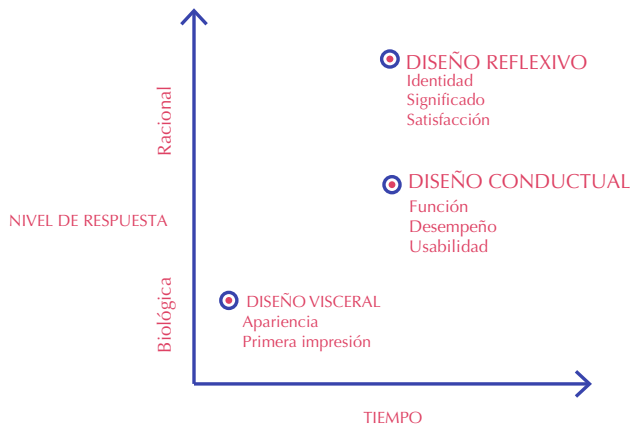 DISEÑO REFLEXIVO
Identidad
Significado
Satisfacción
Racional
DISEÑO CONDUCTUAL
Función
Desempeño
Usabilidad
NIVEL DE RESPUESTA
Biológica
DISEÑO VISCERAL
Apariencia
Primera impresión
TIEMPO